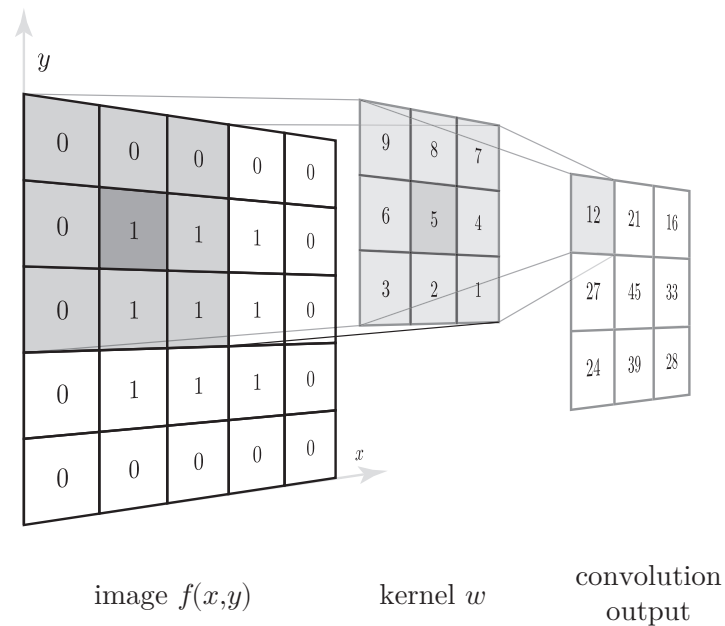 y
0 0 0 0 0
0 1 1 1 0
0 1 1 1 0
0 1 1 1 0
0 0 0 0 0
x
9 8 7
6 5 4
3 2 1
12 21 16
27 45 33
24 39 28
image f(x,y)
kernel w
convolution
output